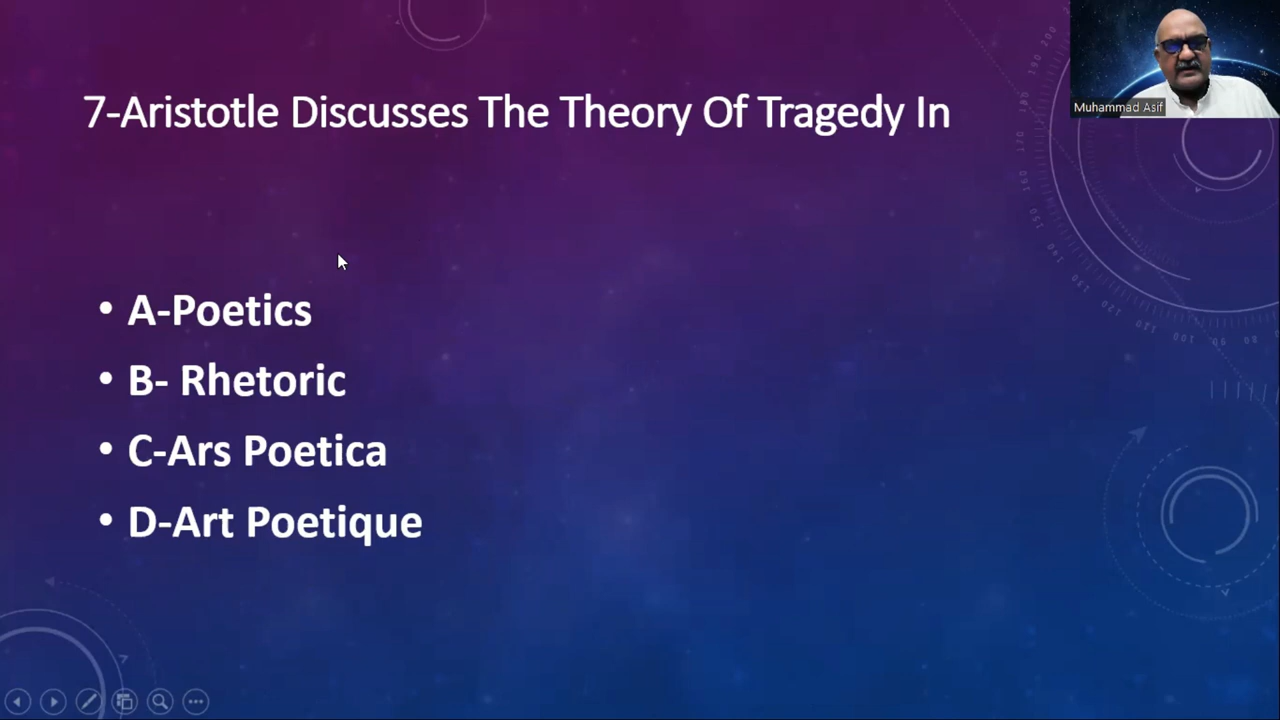 7-Aristotle Discusses The Theory Of Tragedy In
Muhammad Asif
• A-Poetics
• B- Rhetoric
• C-Ars Poetica
• D-Art Poetique